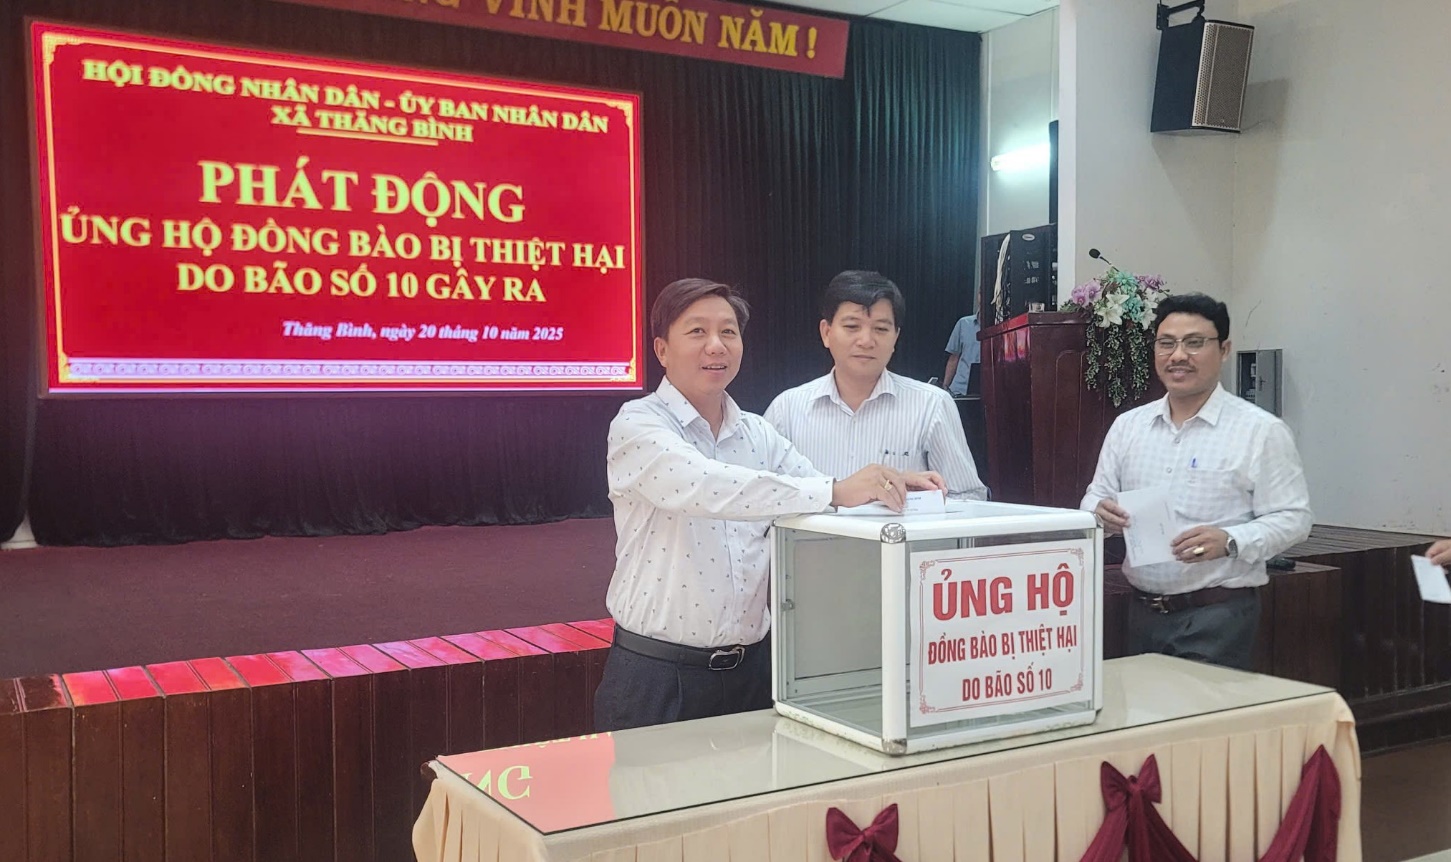 VINH MUÔN NĂM !
HỘI ĐỒNG NHÂN DÂN - ỦY BAN NHÂN DÂN
XÃ THĂNG BÌNH
PHÁT ĐỘNG
ỦNG HỘ ĐỒNG BÀO BỊ THIỆT HẠI
DO BÃO SỐ 10 GÂY RA
Thăng Bình, ngày 20 tháng 10 năm 2025
ỦNG HỘ
ĐỒNG BÀO BỊ THIỆT HẠI
DO BÃO SỐ 10